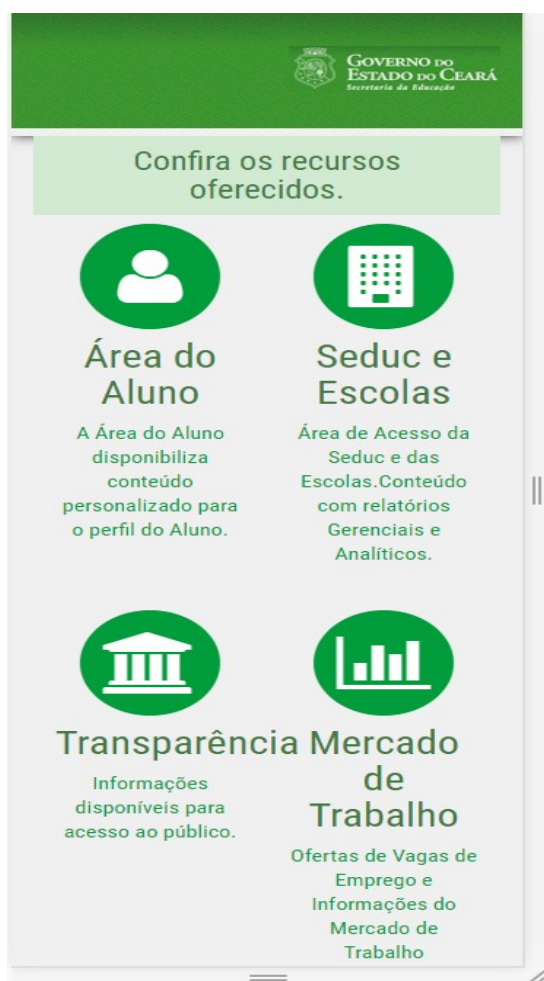 GOVERNO DO
ESTADO DO CEARÁ
Secretaria da Educação
Confira os recursos
oferecidos.
Área do
Aluno
A Área do Aluno
disponibiliza
conteúdo
personalizado para
o perfil do Aluno.
Seduc e
Escolas
Área de Acesso da
Seduc e das
Escolas.Conteúdo
com relatórios
Gerenciais e
Analíticos.
Transparência
Informações
disponíveis para
acesso ao público.
Mercado
de
Trabalho
Ofertas de Vagas de
Emprego e
Informações do
Mercado de
Trabalho